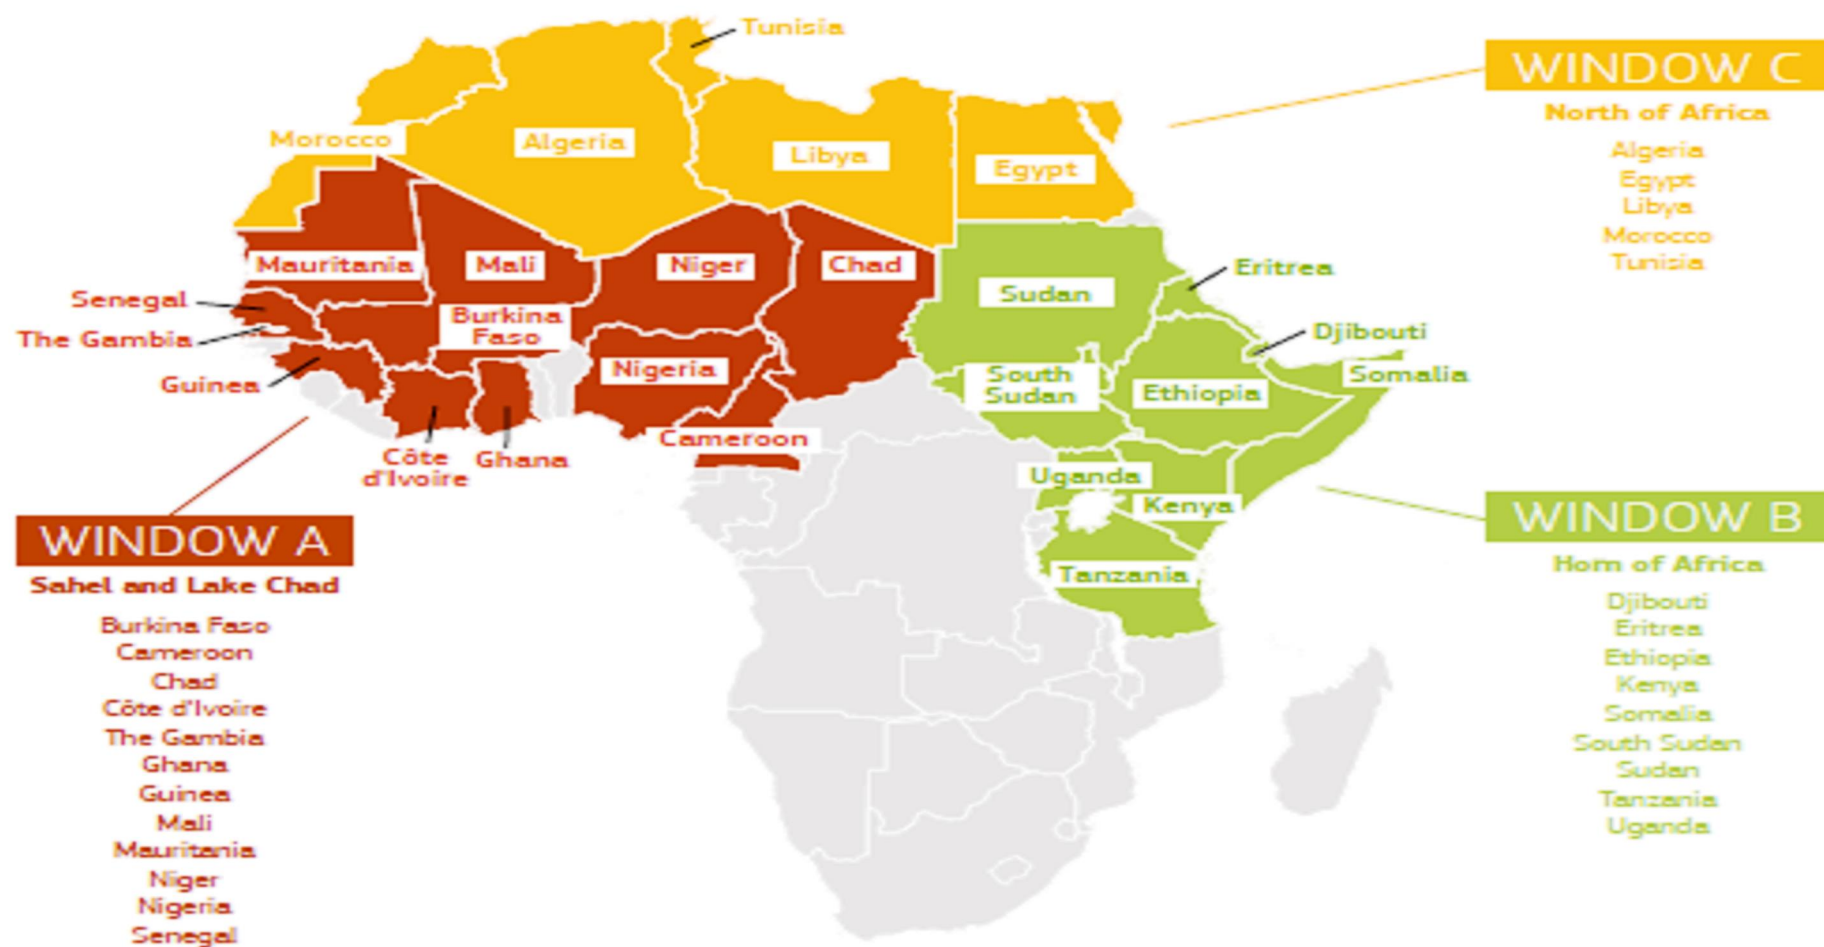 Tunisia
WINDOW C
North of Africa
Algeria
Egypt
Libya
Morocco
Tunisia
Morocco
Algeria
Libya
Egypt
Mauritania
Mali
Niger
Chad
Sudan
Eritrea
Senegal
The Gambia
Guinea
Burkina
Faso
Nigeria
South
Sudan
Ethiopia
Djibouti
Somalia
Côte
d'Ivoire
Ghana
Cameroon
Uganda
Kenya
Tanzania
WINDOW A
Sahel and Lake Chad
Burkina Faso
Cameroon
Chad
Côte d'Ivoire
The Gambia
Ghana
Guinea
Mali
Mauritania
Niger
Nigeria
Senegal
WINDOW B
Horn of Africa
Djibouti
Eritrea
Ethiopia
Kenya
Somalia
South Sudan
Sudan
Tanzania
Uganda